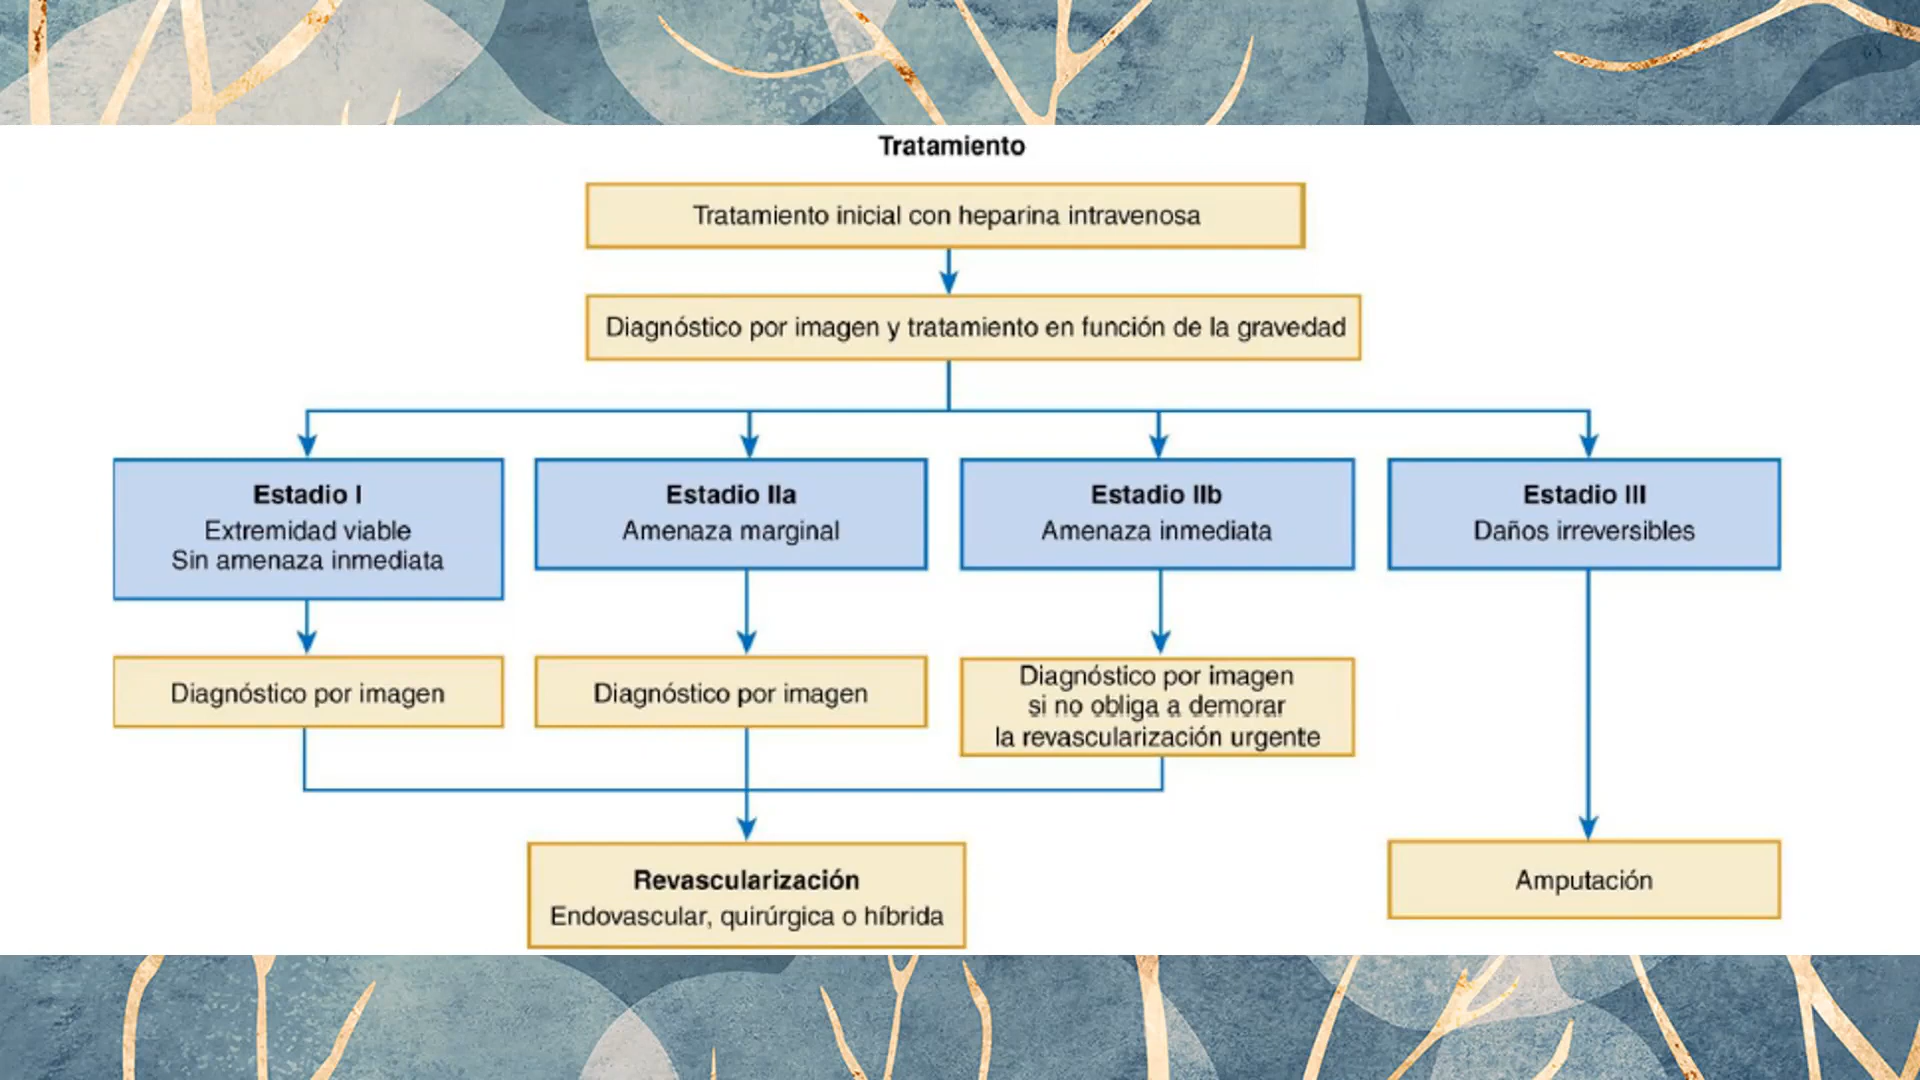 Tratamiento
Tratamiento inicial con heparina intravenosa
Diagnóstico por imagen y tratamiento en función de la gravedad
Estadio I
Extremidad viable
Sin amenaza inmediata
Estadio IIa
Amenaza marginal
Estadio IIb
Amenaza inmediata
Estadio III
Daños irreversibles
Diagnóstico por imagen
Diagnóstico por imagen
Diagnóstico por imagen
si no obliga a demorar
la revascularización urgente
Revascularización
Endovascular, quirúrgica o híbrida
Amputación